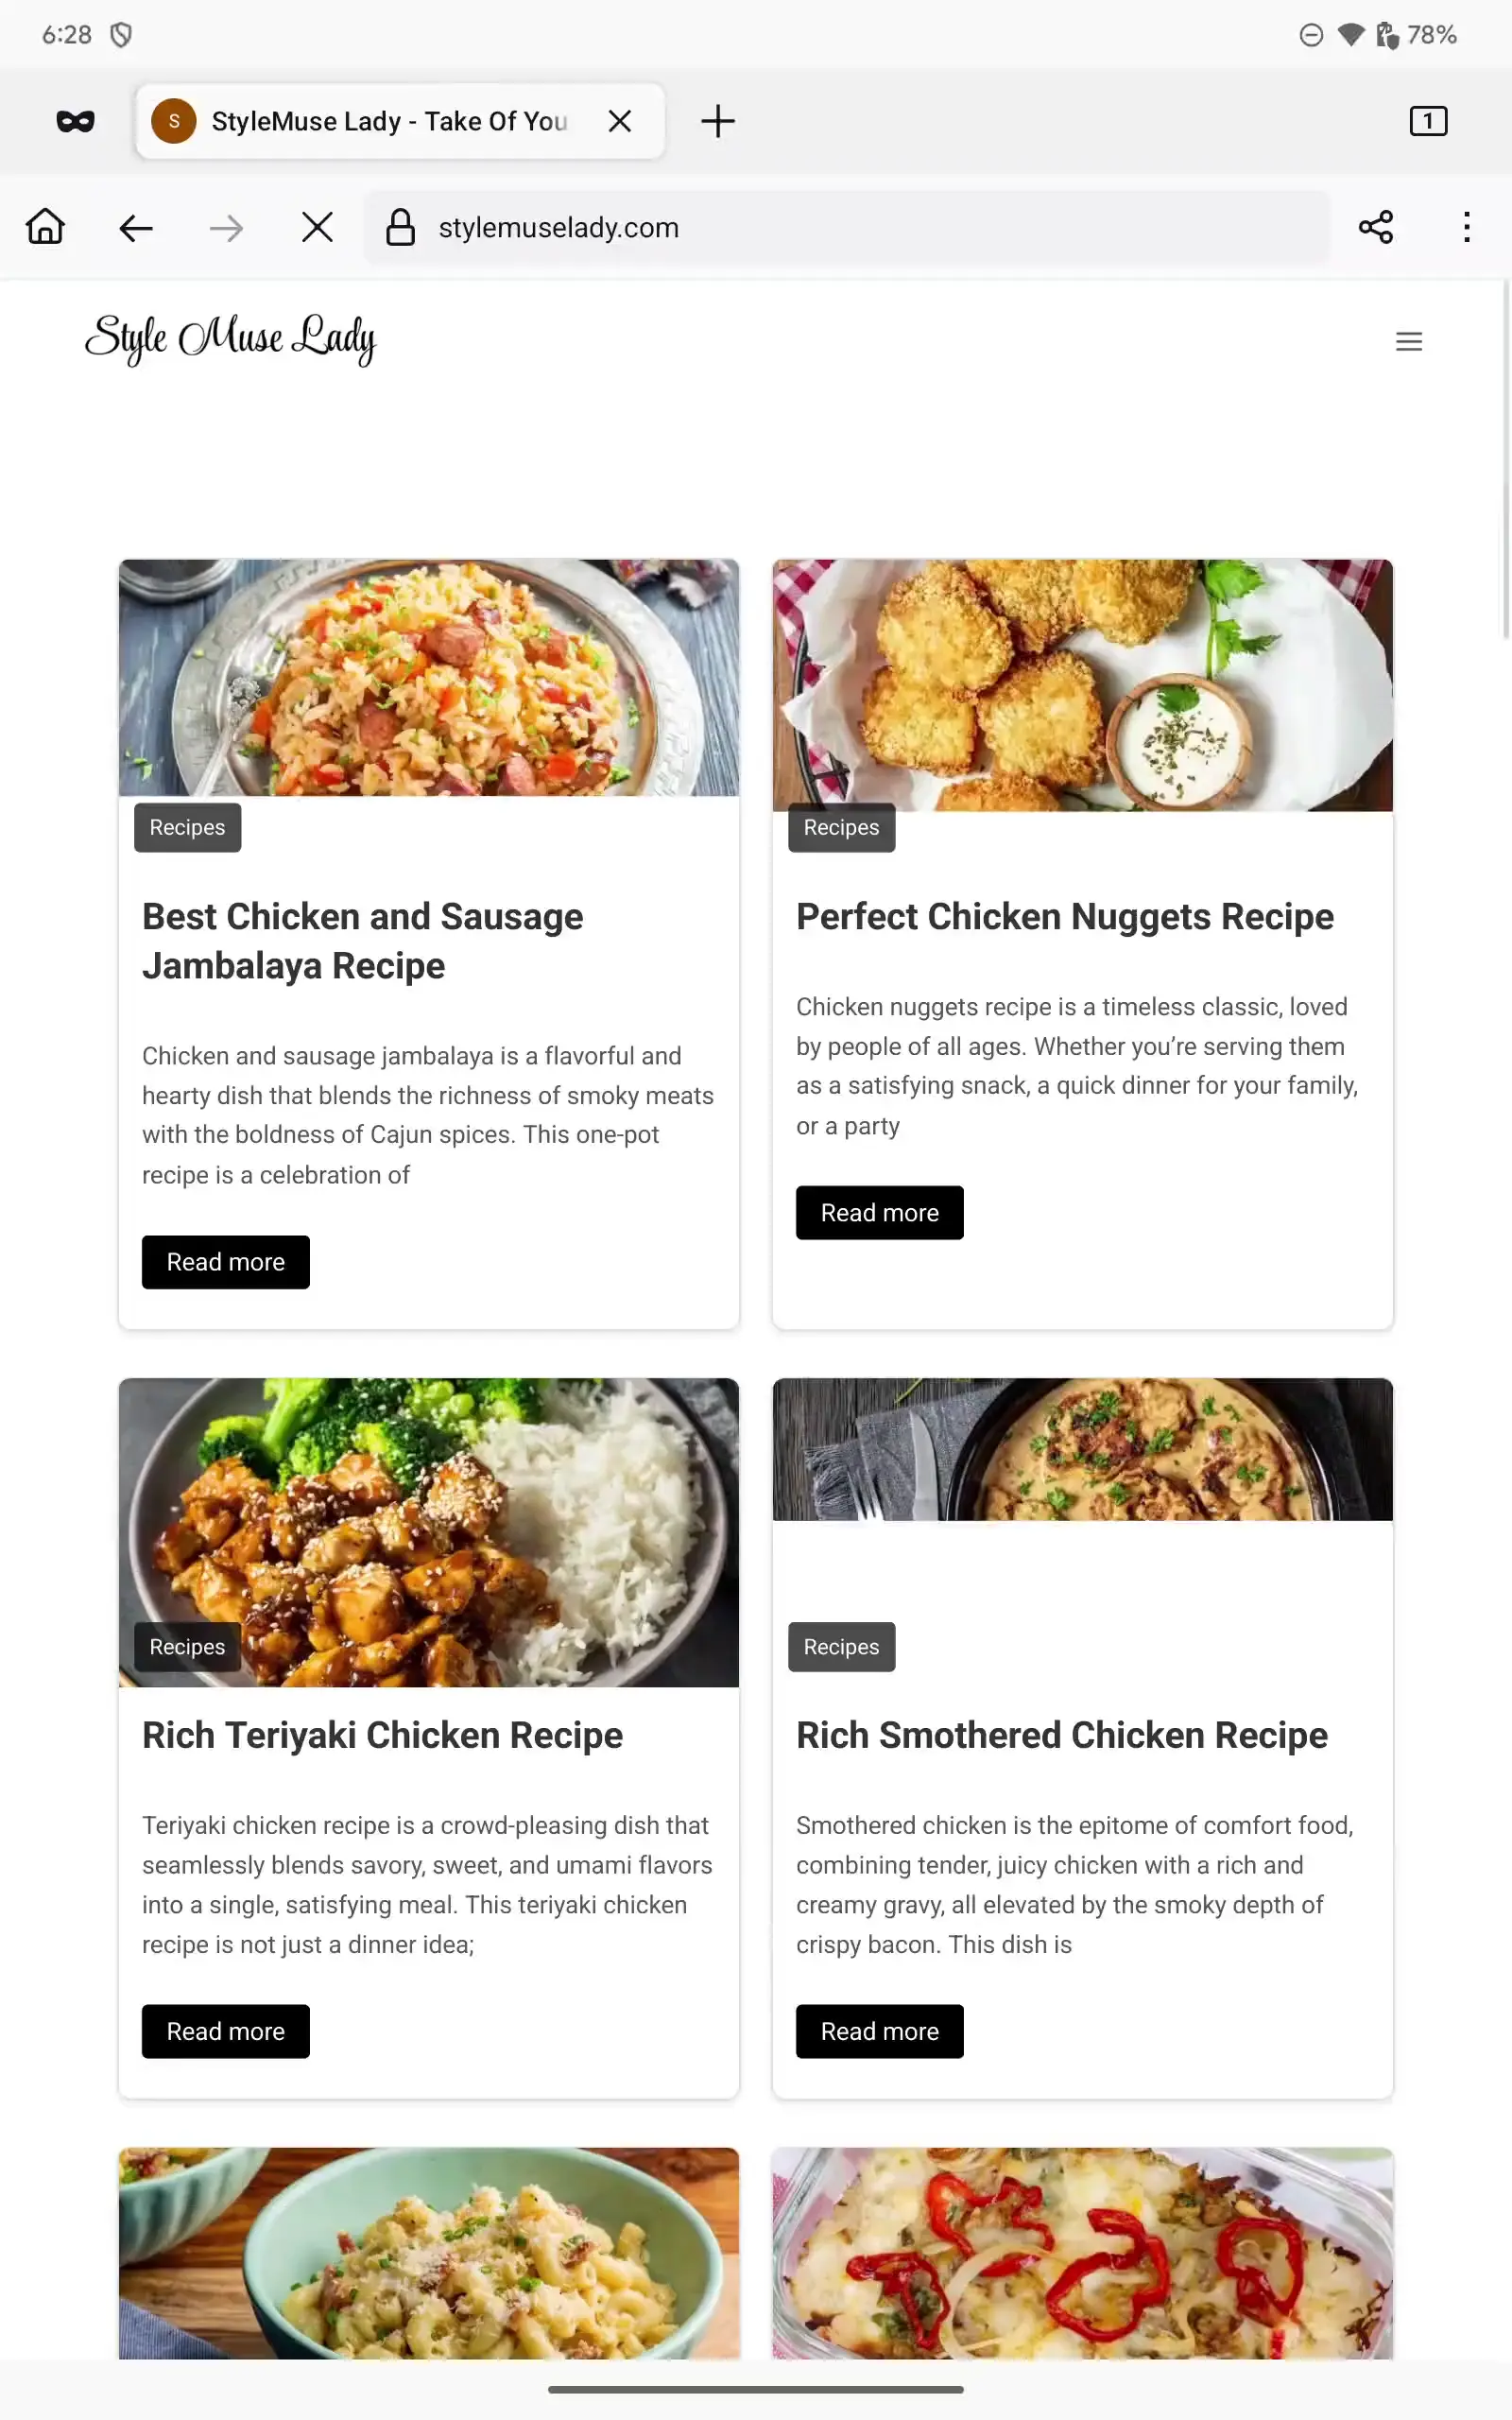 6:28
78%
S
StyleMuse Lady - Take Of You
1
stylemuselady.com
Style Muse Lady
Recipes
Best Chicken and Sausage
Jambalaya Recipe
Chicken and sausage jambalaya is a flavorful and
hearty dish that blends the richness of smoky meats
with the boldness of Cajun spices. This one-pot
recipe is a celebration of
Read more
Recipes
Perfect Chicken Nuggets Recipe
Chicken nuggets recipe is a timeless classic, loved
by people of all ages. Whether you’re serving them
as a satisfying snack, a quick dinner for your family,
or a party
Read more
Recipes
Rich Teriyaki Chicken Recipe
Teriyaki chicken recipe is a crowd-pleasing dish that
seamlessly blends savory, sweet, and umami flavors
into a single, satisfying meal. This teriyaki chicken
recipe is not just a dinner idea;
Read more
Recipes
Rich Smothered Chicken Recipe
Smothered chicken is the epitome of comfort food,
combining tender, juicy chicken with a rich and
creamy gravy, all elevated by the smoky depth of
crispy bacon. This dish is
Read more